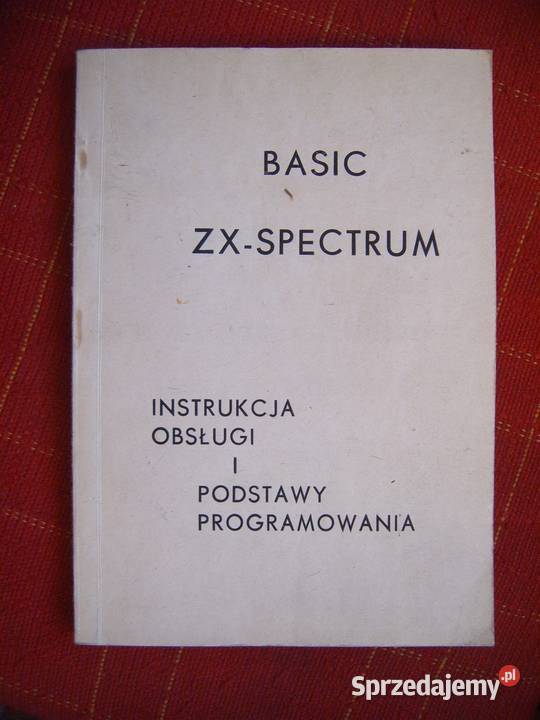 BASIC
ZX-SPECTRUM
INSTRUKCJA
OBSŁUGI
I
PODSTAWY
PROGRAMOWANIA
Sprzedajemy.pl